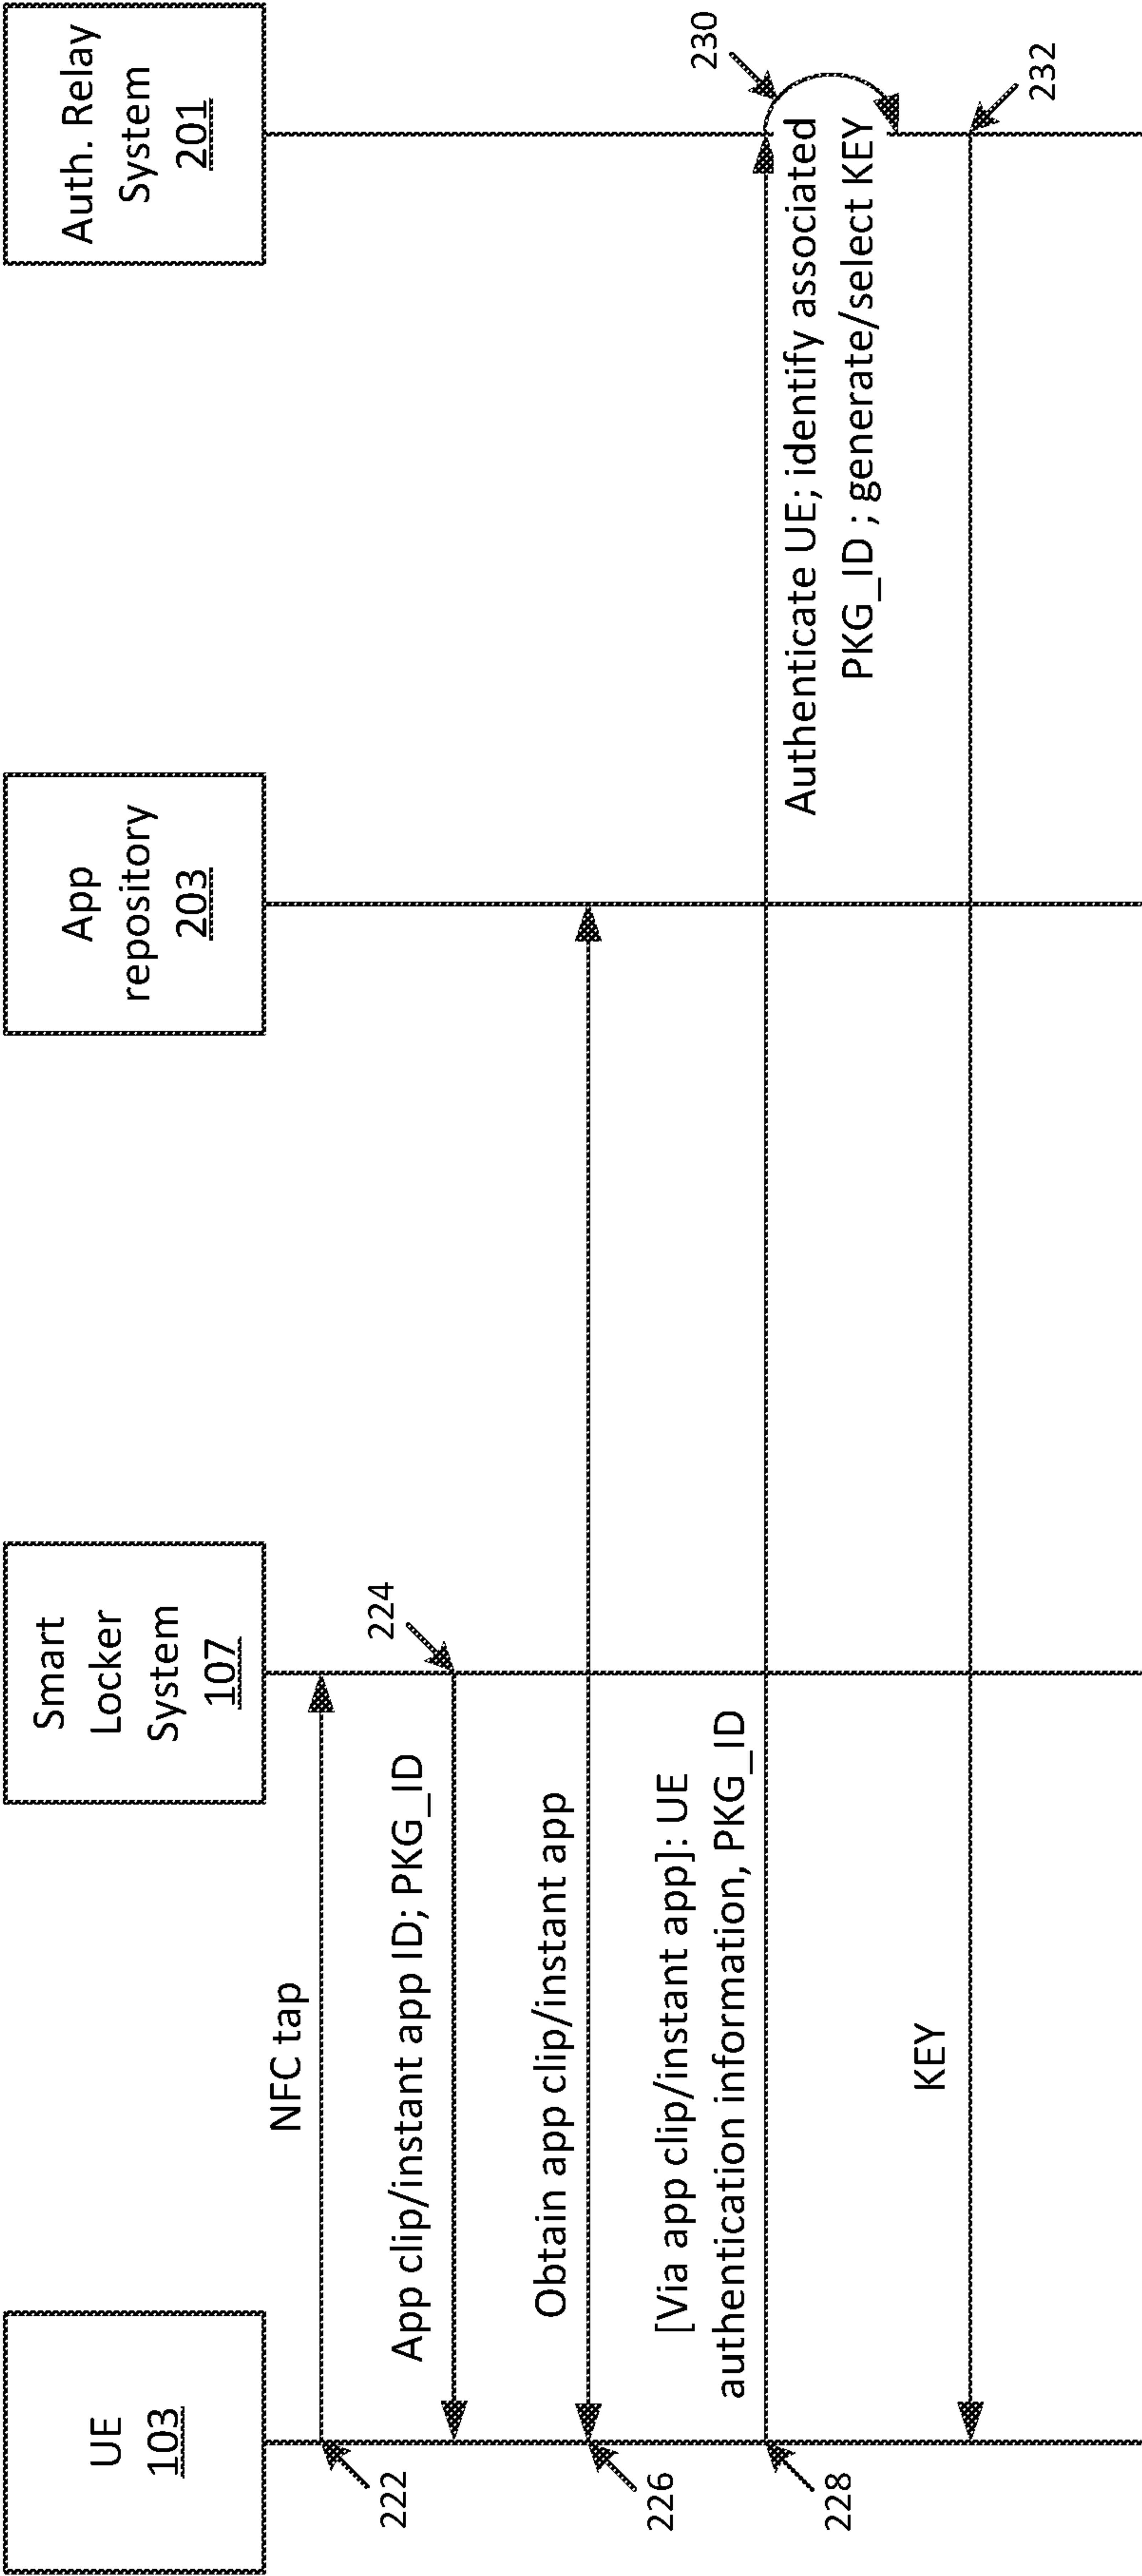 UE
103
Smart
Locker
System
107
App
repository
203
Auth. Relay
System
201
NFC tap
222
224
App clip/instant app ID; PKG_ID
Obtain app clip/instant app
226
[Via app clip/instant app]: UE
authentication information, PKG_ID
228
230
Authenticate UE; identify associated
PKG_ID ; generate/select KEY
KEY
232